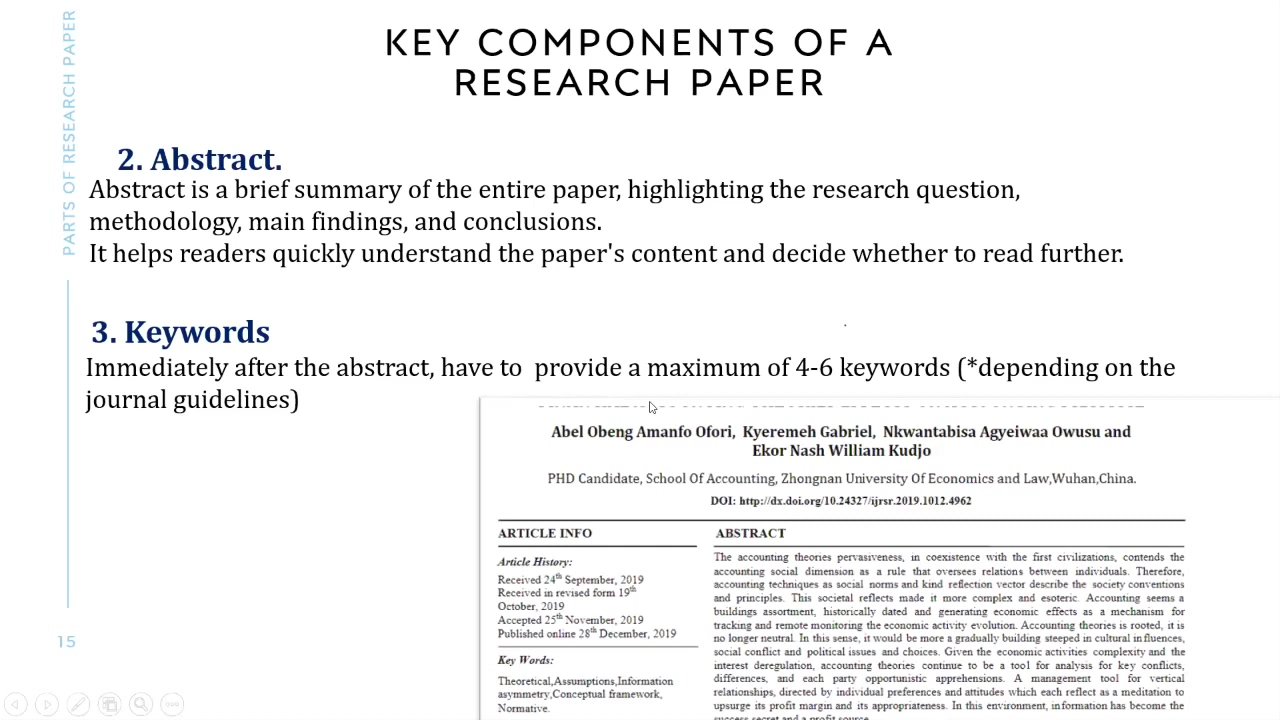 PARTS OF RESEARCH PAPER
KEY COMPONENTS OF A
RESEARCH PAPER
2. Abstract.
Abstract is a brief summary of the entire paper, highlighting the research question,
methodology, main findings, and conclusions.
It helps readers quickly understand the paper's content and decide whether to read further.
3. Keywords
Immediately after the abstract, have to provide a maximum of 4-6 keywords (*depending on the
journal guidelines)
Abel Obeng Amanfo Ofori, Kyeremeh Gabriel, Nkwantabisa Agyeiwaa Owusu and
Ekor Nash William Kudjo
PHD Candidate, School Of Accounting, Zhongnan University Of Economics and Law,Wuhan,China.
DOI: http://dx.doi.org/10.24327/ijrsr.2019.1012.4962
ARTICLE INFO
Article History:
Received 24th September, 2019
Received in revised form 19th
October, 2019
Accepted 25th November, 2019
Published online 28th December, 2019
Key Words:
Theoretical,Assumptions,Information
asymmetry,Conceptual framework,
Normative.
ABSTRACT
The accounting theories pervasiveness, in coexistence with the first civilizations, contends the
accounting social dimension as a rule that oversees relations between individuals. Therefore,
accounting techniques as social norms and kind reflection vector describe the society conventions
and principles. This societal reflects made it more complex and esoteric. Accounting seems a
buildings assortment, historically dated and generating economic effects as a mechanism for
tracking and remote monitoring the economic activity evolution. Accounting theories is rooted, it is
no longer neutral. In this sense, it would be more a gradually building steeped in cultural influences,
social conflict and political issues and choices. Given the economic activities complexity and the
interest deregulation, accounting theories continue to be a tool for analysis for key conflicts,
differences, and each party opportunistic apprehensions. A management tool for vertical
relationships, directed by individual preferences and attitudes which each reflect as a meditation to
upsurge its profit margin and its appropriateness. In this environment, information has become the
success secret and a profit source.
15